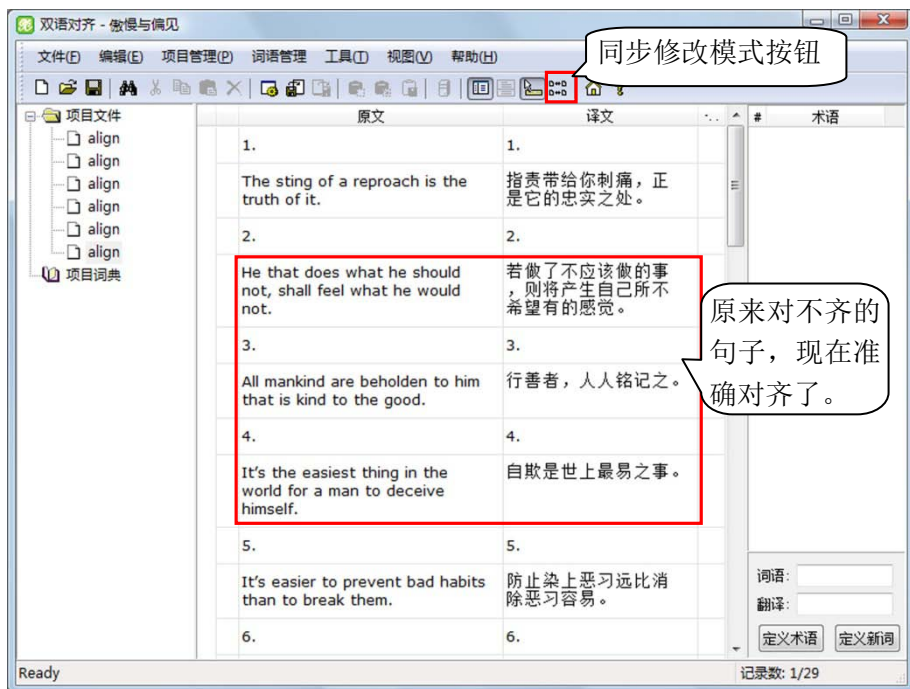 双语对齐 - 傲慢与偏见
文件(F) 编辑(E) 项目管理(P) 词语管理 工具(T) 视图(V) 帮助(H)
同步修改模式按钮
项目文件
align
align
align
align
align
align
项目词典
原文 译文
1. 1.
The sting of a reproach is the 指责带给你刺痛，正
truth of it. 是它的忠实之处。
2. 2.
He that does what he should 若做了不应该做的事
not, shall feel what he would ，则将产生自己所不
not. 希望有的感觉。
3. 3.
All mankind are beholden to him 行善者，人人铭记之。
that is kind to the good.
4. 4.
It's the easiest thing in the 自欺是世上最易之事。
world for a man to deceive
himself.
5. 5.
It's easier to prevent bad habits 防止染上恶习远比消
than to break them. 除恶习容易。
6. 6.
# 术语
原来对不齐的
句子，现在准
确对齐了。
词语:
翻译:
定义术语 定义新词
Ready 记录数: 1/29